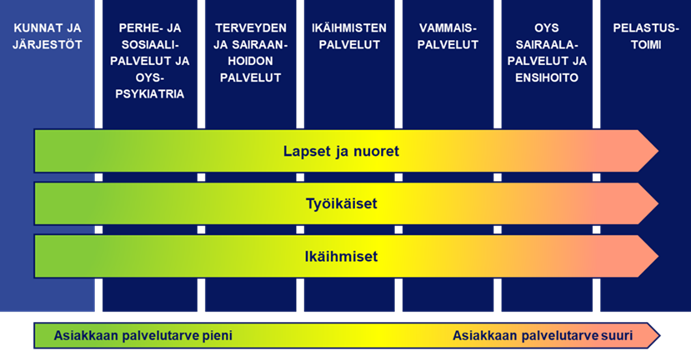 KUNNAT JA
JÄRJESTÖT
PERHE- JA
SOSIAALI-
PALVELUT JA
OYS-
PSYKIATRIA
TERVEYDEN
JA SAIRAAN-
HOIDON
PALVELUT
IKÄIHMISTEN
PALVELUT
VAMMAIS-
PALVELUT
OYS
SAIRAALA-
PALVELUT JA
ENSIHOITO
PELASTUS-
TOIMI
Lapset ja nuoret
Työikäiset
Ikäihmiset
Asiakkaan palvelutarve pieni
Asiakkaan palvelutarve suuri